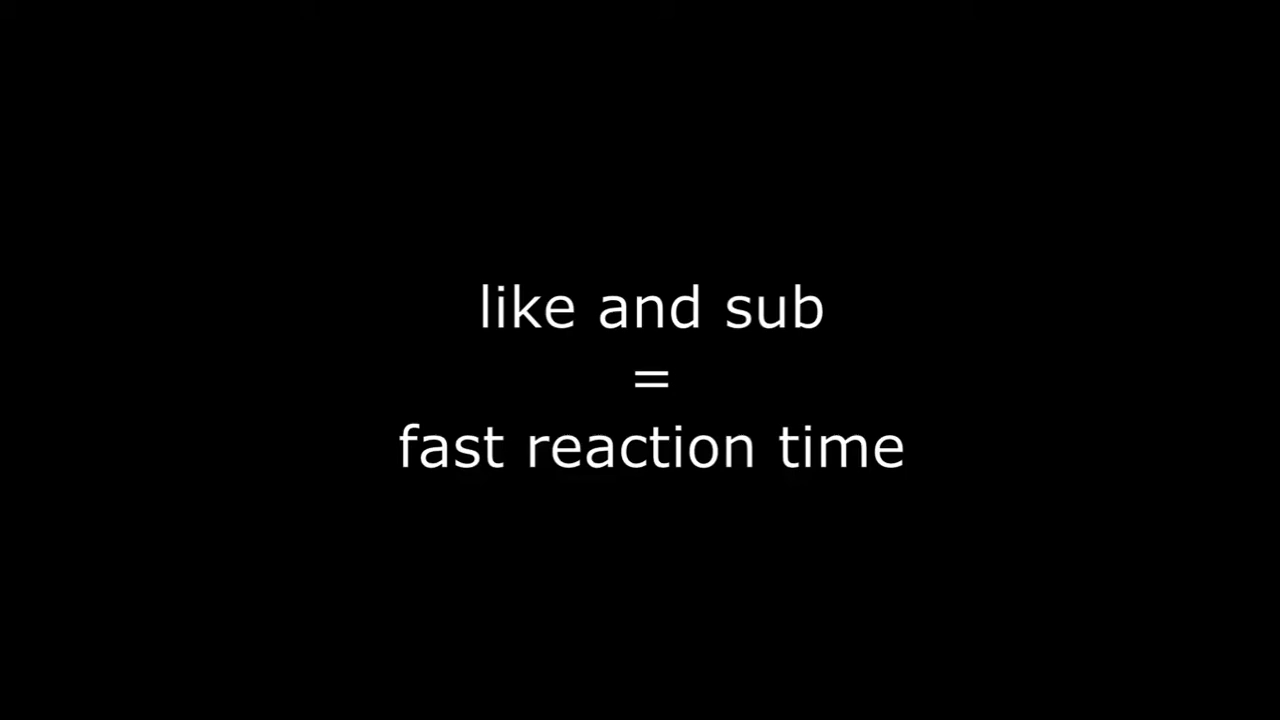 like and sub
=
fast reaction time